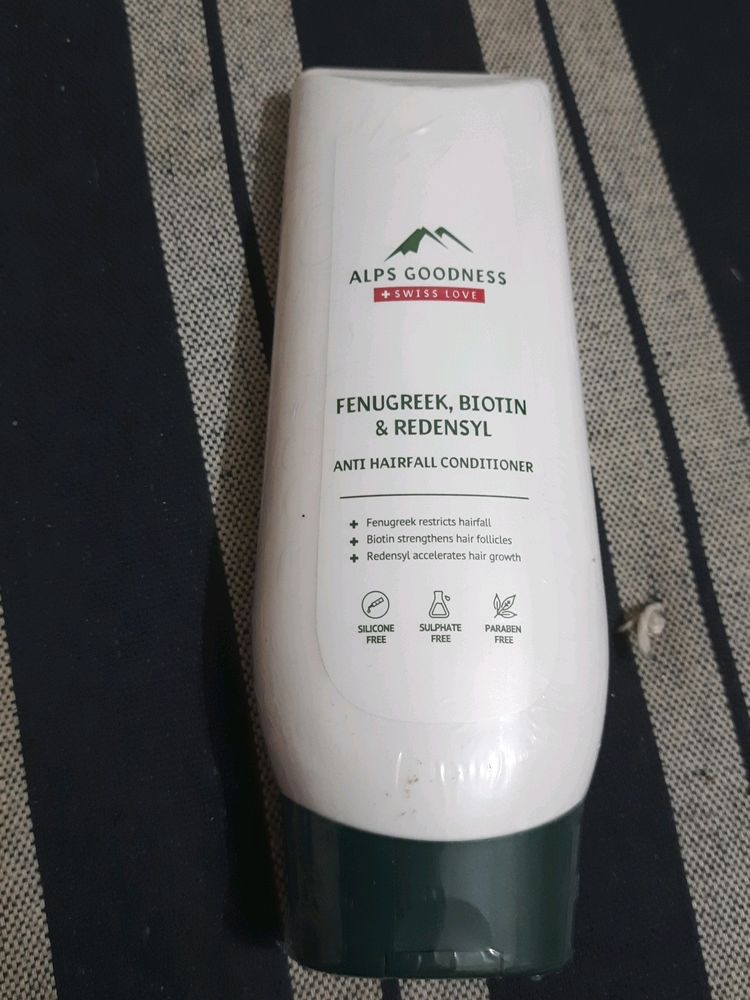 ALPS GOODNESS
SWISS LOVE
FENUGREEK, BIOTIN
& REDENSYL
ANTI HAIRFALL CONDITIONER
Fenugreek restricts hairfall
Biotin strengthens hair follicles
Redensyl accelerates hair growth
SILICONE FREE
SULPHATE FREE
PARABEN FREE